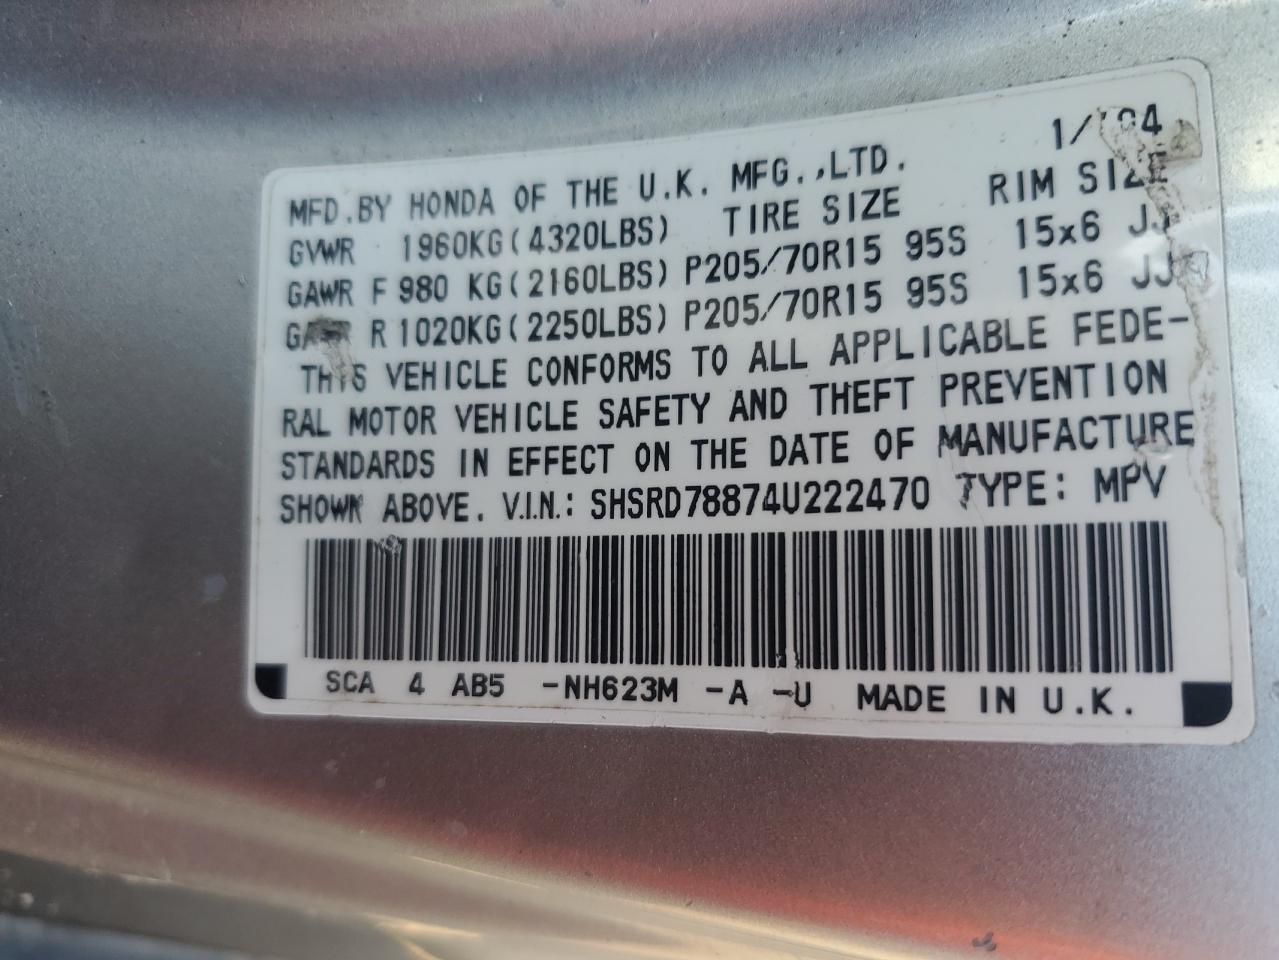 MFD.BY HONDA OF THE U.K. MFG.,LTD.
GVWR 1960KG(4320LBS) TIRE SIZE RIM SIZE
GAWR F 980 KG(2160LBS) P205/70R15 95S 15x6 JJ
GAWR R 1020KG(2250LBS) P205/70R15 95S 15x6 JJ
THIS VEHICLE CONFORMS TO ALL APPLICABLE FEDE-
RAL MOTOR VEHICLE SAFETY AND THEFT PREVENTION
STANDARDS IN EFFECT ON THE DATE OF MANUFACTURE
SHOWN ABOVE. V.I.N.: SHSRD78874U222470 TYPE: MPV
SCA 4 AB5 -NH623M -A -U MADE IN U.K.